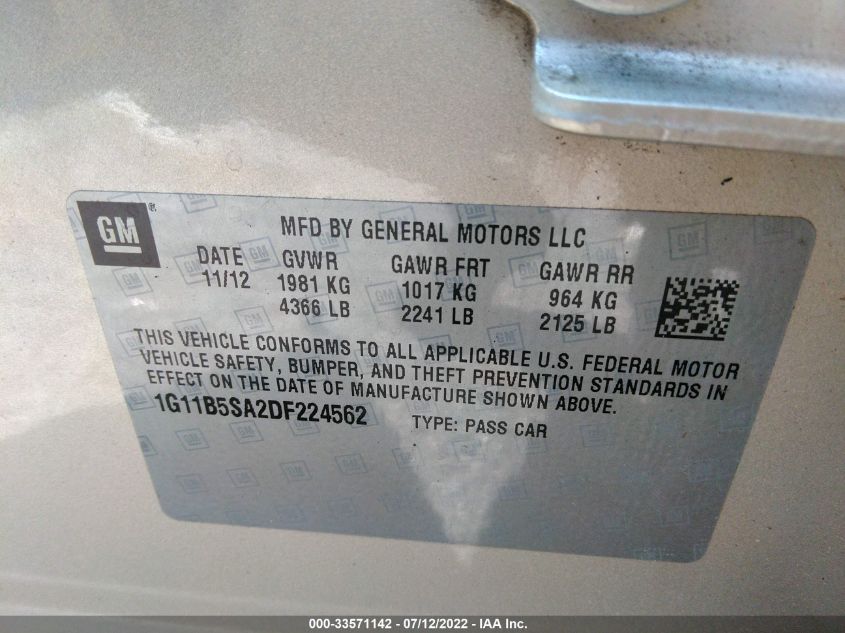 GM®
MFD BY GENERAL MOTORS LLC
DATE GVWR GAWR FRT GAWR RR
11/12 1981 KG 1017 KG 964 KG
4366 LB 2241 LB 2125 LB
THIS VEHICLE CONFORMS TO ALL APPLICABLE U.S. FEDERAL MOTOR
VEHICLE SAFETY, BUMPER, AND THEFT PREVENTION STANDARDS IN
EFFECT ON THE DATE OF MANUFACTURE SHOWN ABOVE.
1G11B5SA2DF224562 TYPE: PASS CAR
000-33571142 - 07/12/2022 - IAA Inc.